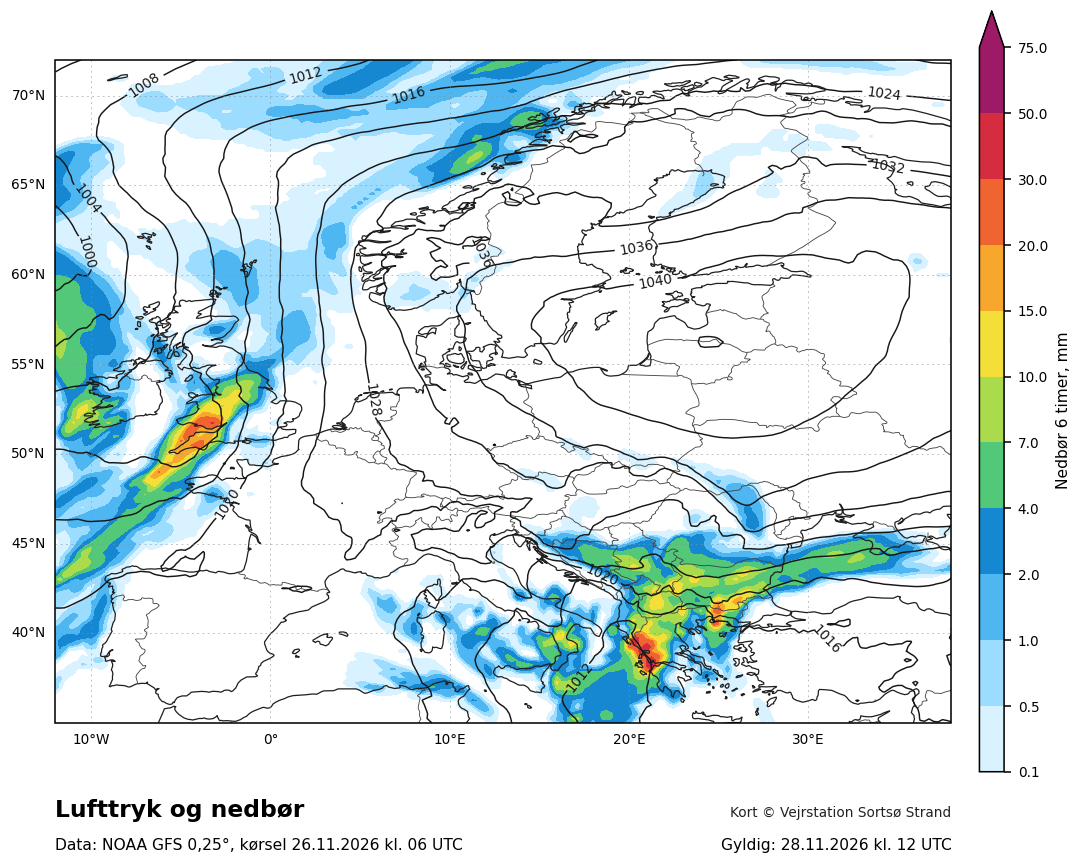 1008
1012
1016
1024
1032
1004
1000
1036
1036
1040
1028
1020
1020
1016
1012
70°N
65°N
60°N
55°N
50°N
45°N
40°N
10°W
0°
10°E
20°E
30°E
75.0
50.0
30.0
20.0
15.0
10.0
7.0
4.0
2.0
1.0
0.5
0.1
Nedbør 6 timer, mm
Lufttryk og nedbør
Kort © Vejrstation Sortsø Strand
Data: NOAA GFS 0,25°, kørsel 26.11.2026 kl. 06 UTC
Gyldig: 28.11.2026 kl. 12 UTC